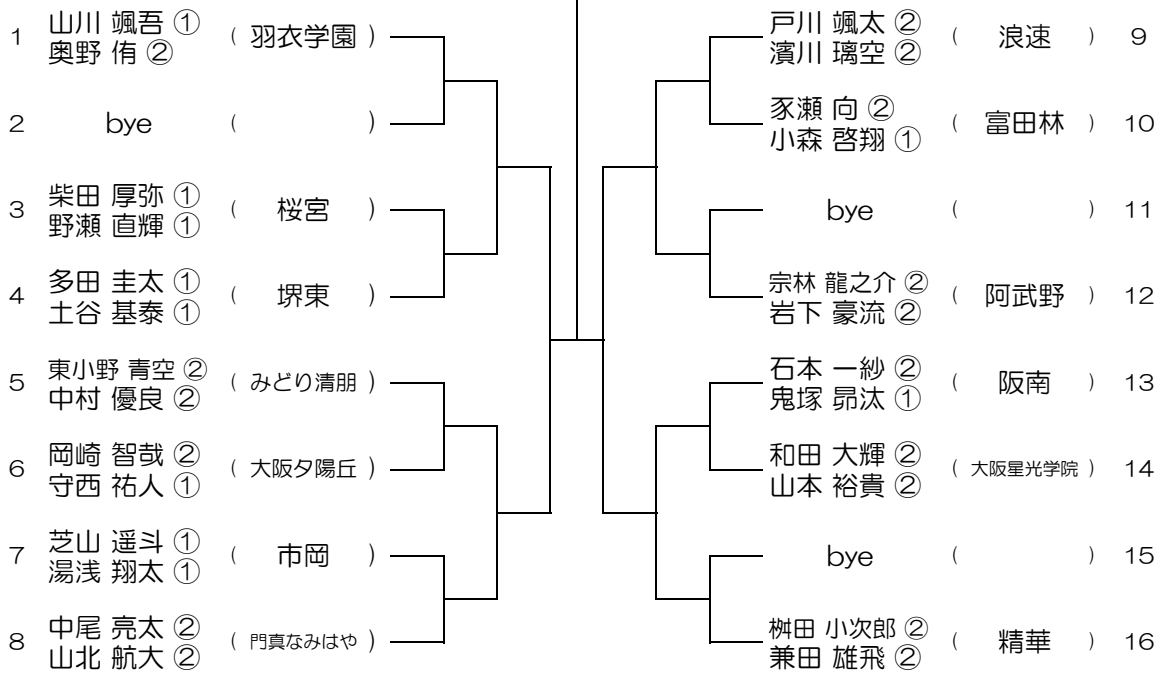 1 山川 颯吾 ① ( 羽衣学園 )
奥野 侑 ②
2 bye ( )
3 柴田 厚弥 ① ( 桜宮 )
野瀬 直輝 ①
4 多田 圭太 ① ( 堺東 )
土谷 基泰 ①
5 東小野 青空 ② ( みどり清朋 )
中村 優良 ②
6 岡崎 智哉 ② ( 大阪夕陽丘 )
守西 祐人 ①
7 芝山 遥斗 ① ( 市岡 )
湯浅 翔太 ①
8 中尾 亮太 ② ( 門真なみはや )
山北 航大 ②
戸川 颯太 ② ( 浪速 ) 9
濱川 璃空 ②
豕瀬 向 ② ( 富田林 ) 10
小森 啓翔 ①
bye ( ) 11
宗林 龍之介 ② ( 阿武野 ) 12
岩下 豪流 ②
石本 一紗 ② ( 阪南 ) 13
鬼塚 昴汰 ①
和田 大輝 ② ( 大阪星光学院 ) 14
山本 裕貴 ②
bye ( ) 15
桝田 小次郎 ② ( 精華 ) 16
兼田 雄飛 ②